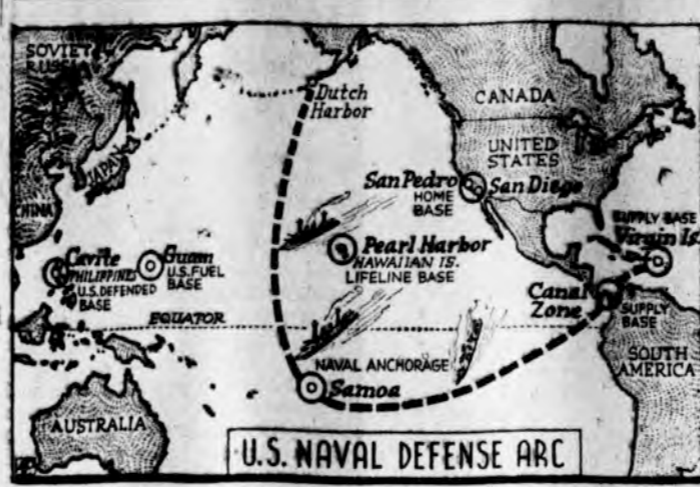 SOVIET
RUSSIA
JAPAN
CHINA
Dutch
Harbor
CANADA
UNITED
STATES
San Pedro
HOME
BASE
San Diego
SUPPLY BASE
Virgin Is.
Cavite
PHILIPPINES
U.S. DEFENDED
BASE
Guam
U.S. FUEL
BASE
Pearl Harbor
HAWAIIAN IS.
LIFELINE BASE
Canal
Zone
SUPPLY
BASE
EQUATOR
NAVAL ANCHORAGE
Samoa
SOUTH
AMERICA
AUSTRALIA
U.S. NAVAL DEFENSE ARC